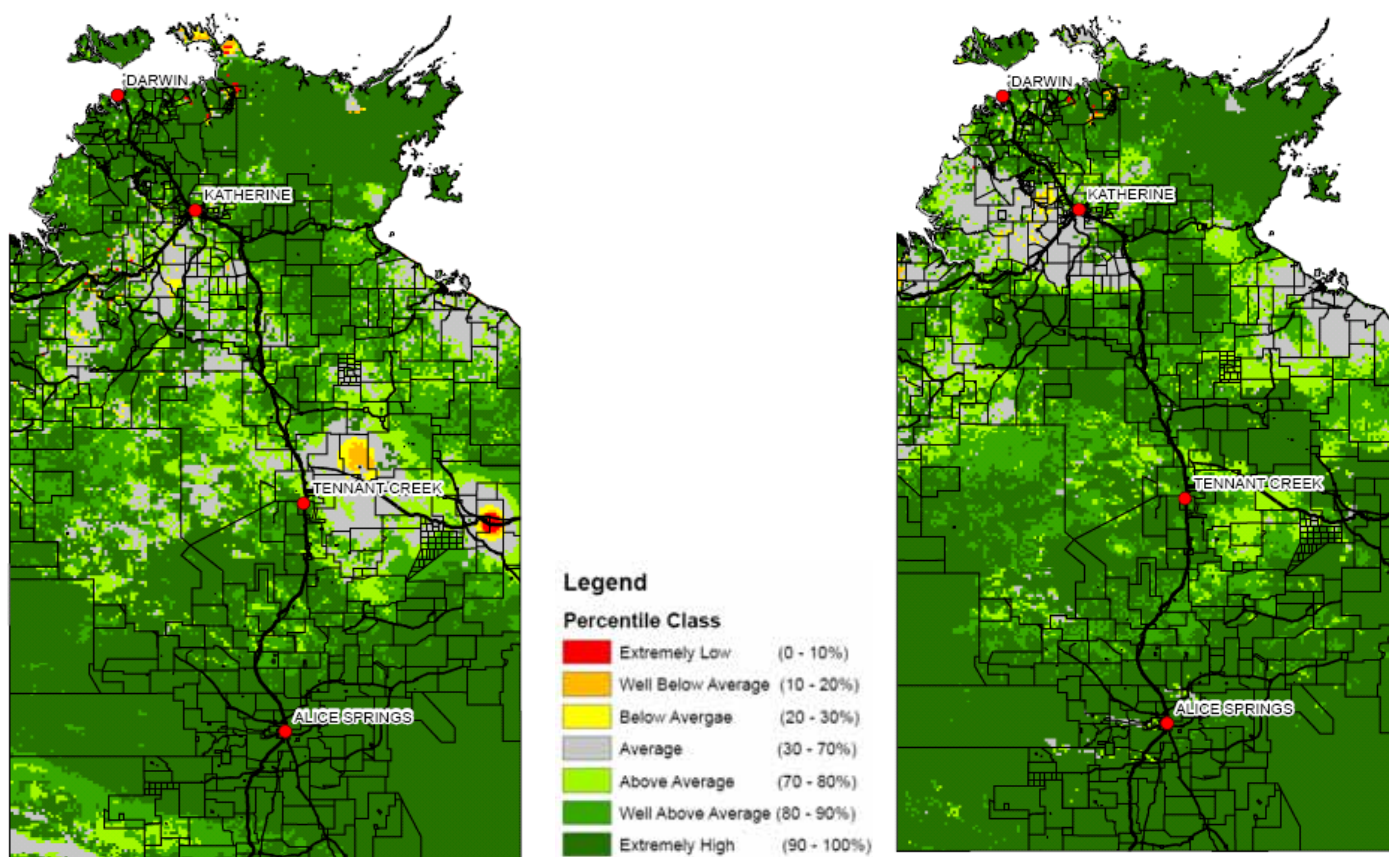 DARWIN
KATHERINE
TENNANT CREEK
ALICE SPRINGS
Legend
Percentile Class
Extremely Low (0 - 10%)
Well Below Average (10 - 20%)
Below Avergae (20 - 30%)
Average (30 - 70%)
Above Average (70 - 80%)
Well Above Average (80 - 90%)
Extremely High (90 - 100%)
DARWIN
KATHERINE
TENNANT CREEK
ALICE SPRINGS